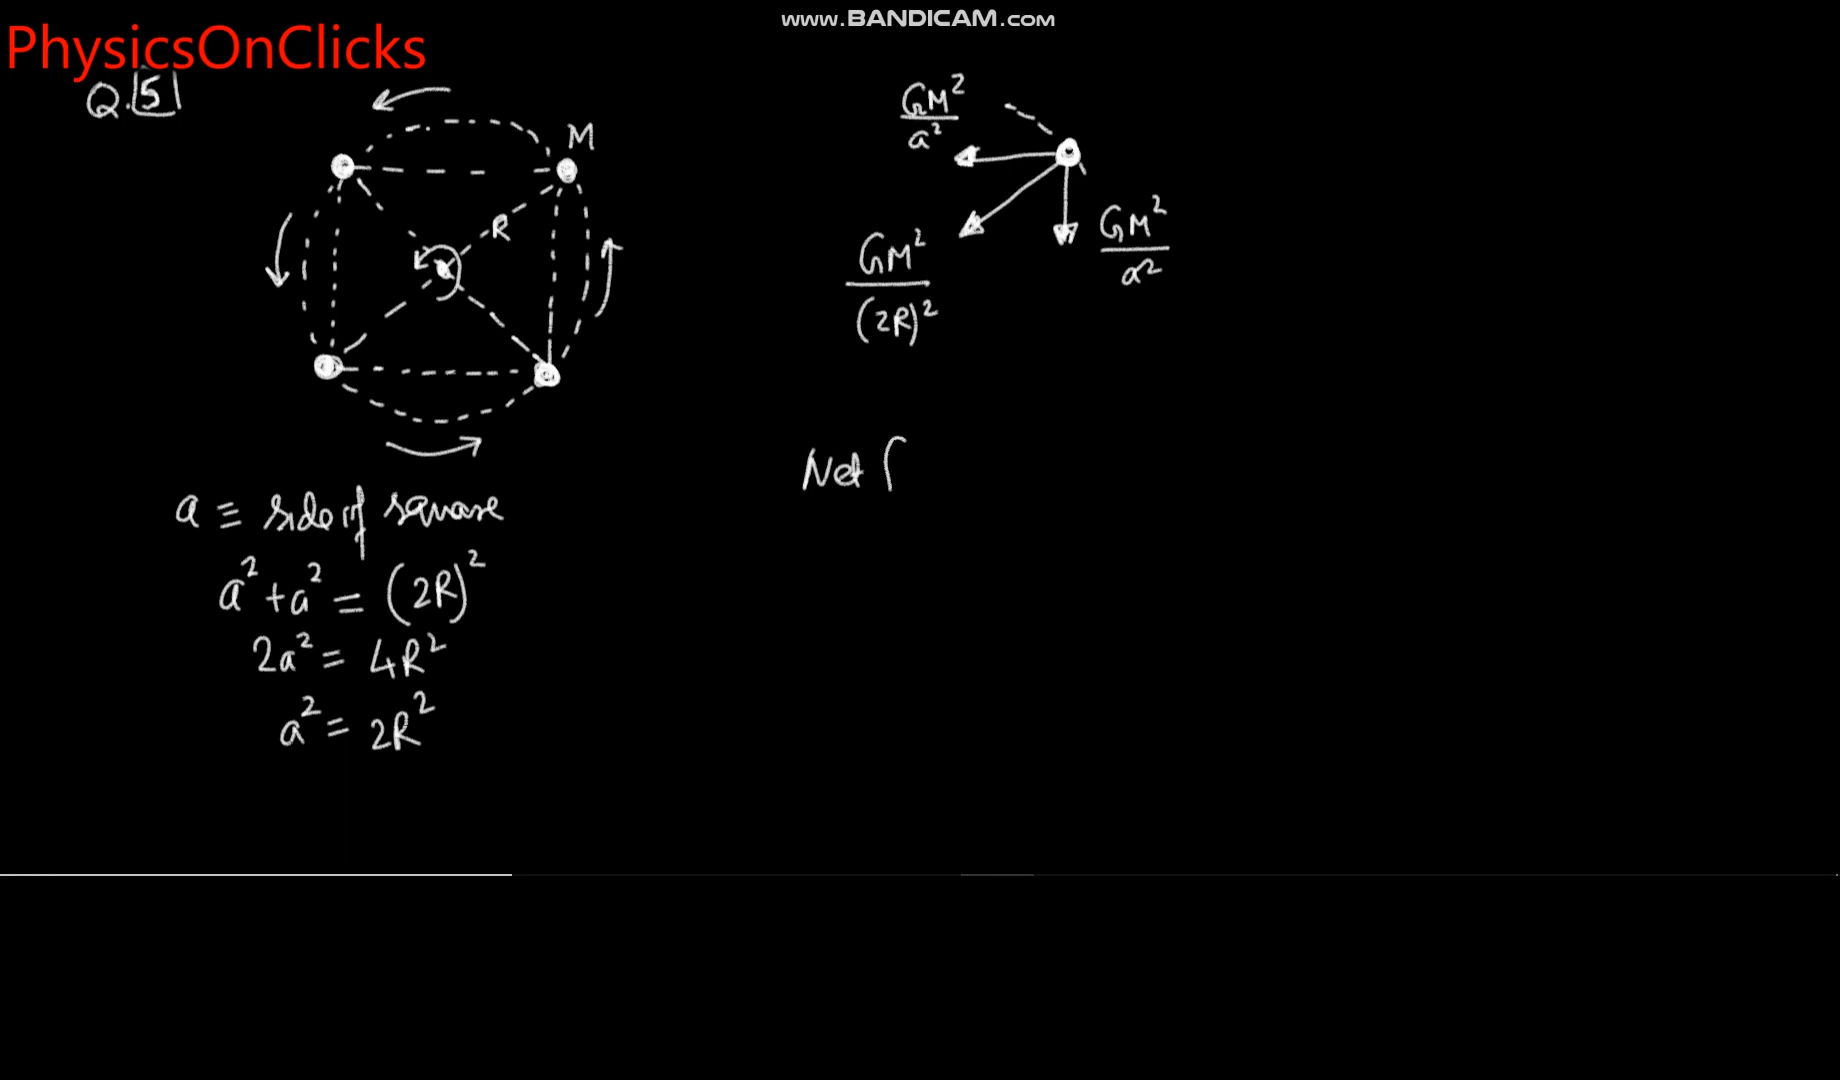 www.BANDICAM.com
PhysicsOnClicks
Q.5
M
R
a ≡ side of square
a² + a² = (2R)²
2a² = 4R²
a² = 2R²
GM²/a²
GM²/(2R)²
GM²/a²
Net